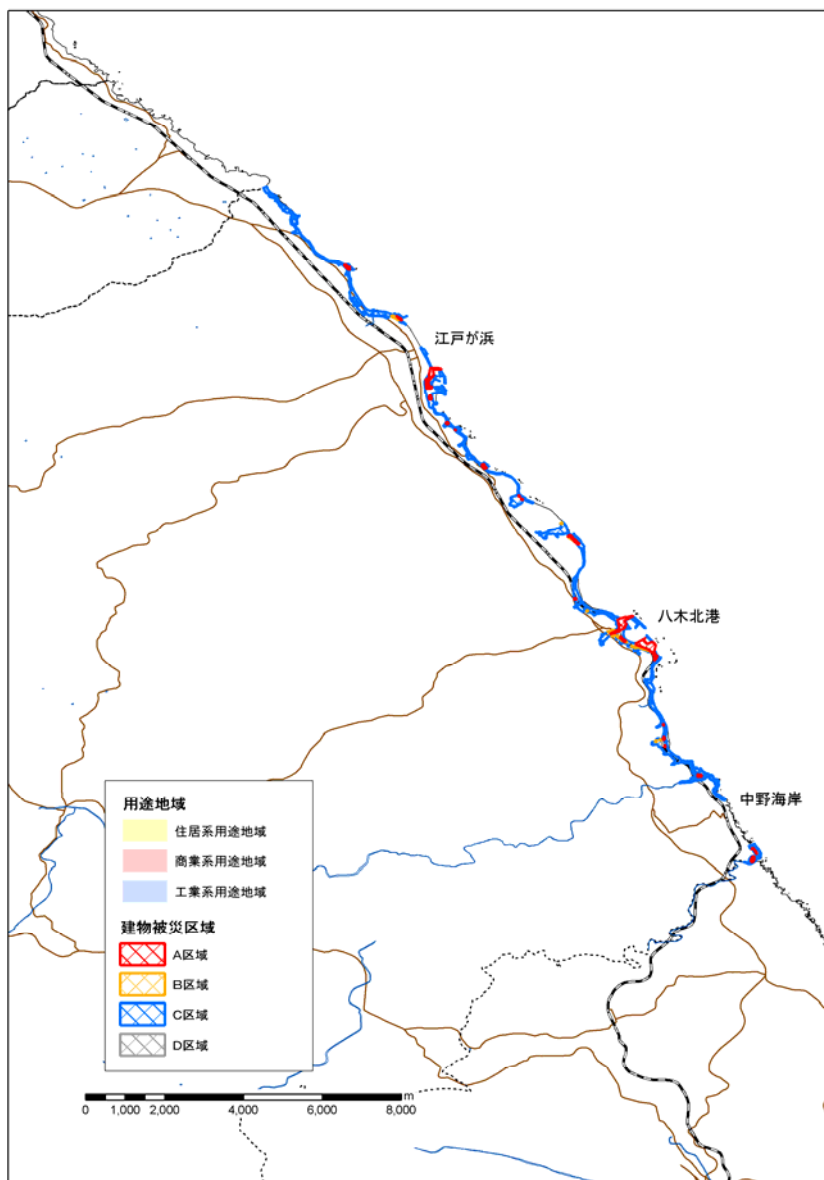 江戸が浜
八木北港
中野海岸
用途地域
住居系用途地域
商業系用途地域
工業系用途地域
建物被災区域
A区域
B区域
C区域
D区域
m
0 1,000 2,000 4,000 6,000 8,000